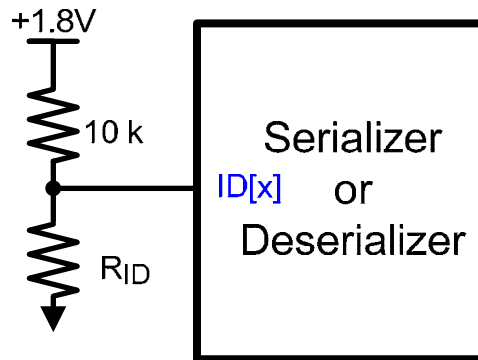 +1.8V
10 k
ID[x]
RID
Serializer
or
Deserializer